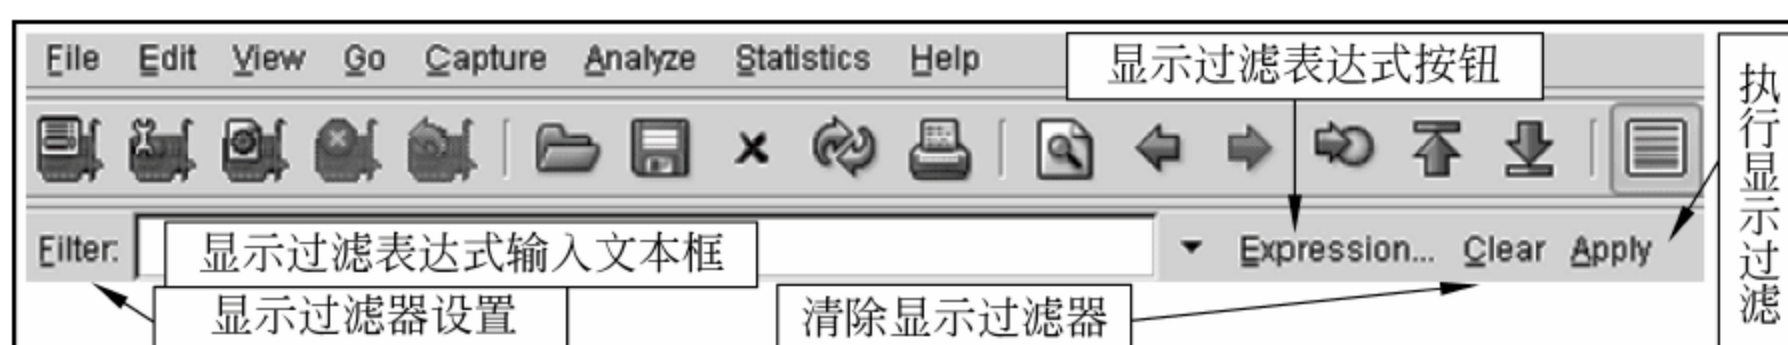 File Edit View Go Capture Analyze Statistics Help
显示过滤表达式按钮
执行显示过滤
Filter:
显示过滤表达式输入文本框
Expression... Clear Apply
显示过滤器设置
清除显示过滤器